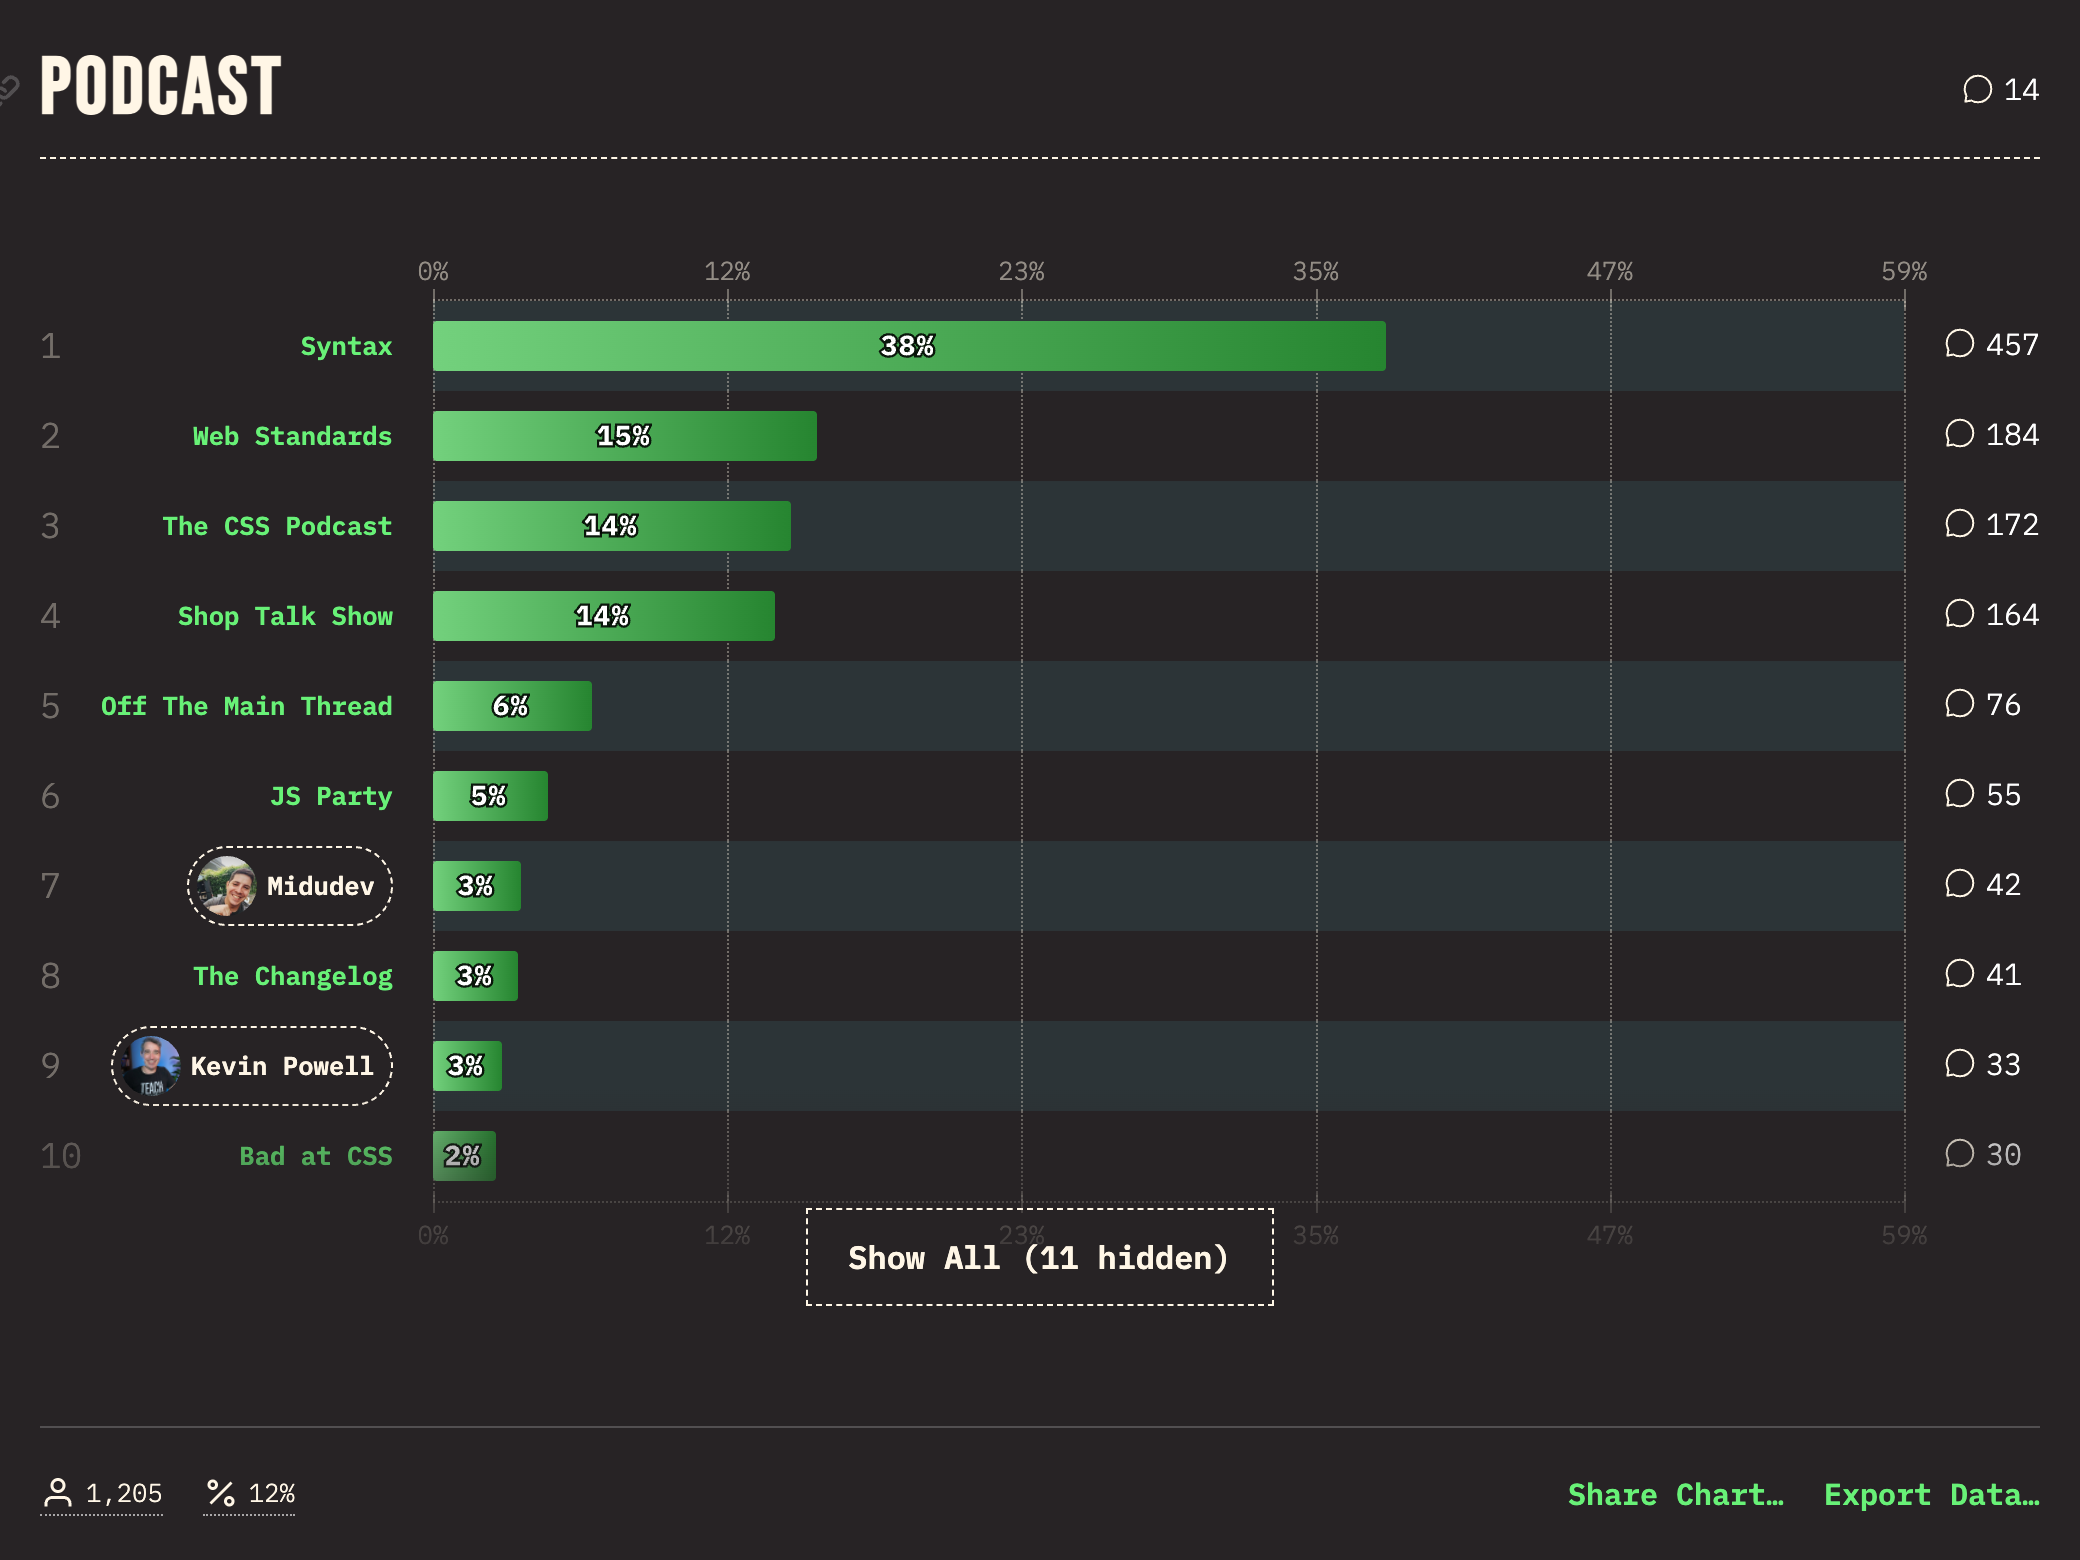 PODCAST
14
0% 12% 23% 35% 47% 59%
1 Syntax 38% 457
2 Web Standards 15% 184
3 The CSS Podcast 14% 172
4 Shop Talk Show 14% 164
5 Off The Main Thread 6% 76
6 JS Party 5% 55
7 Midudev 3% 42
8 The Changelog 3% 41
9 TEACH Kevin Powell 3% 33
10 Bad at CSS 2% 30
0% 12% 23% 35% 47% 59%
Show All (11 hidden)
1,205 % 12% Share Chart… Export Data…